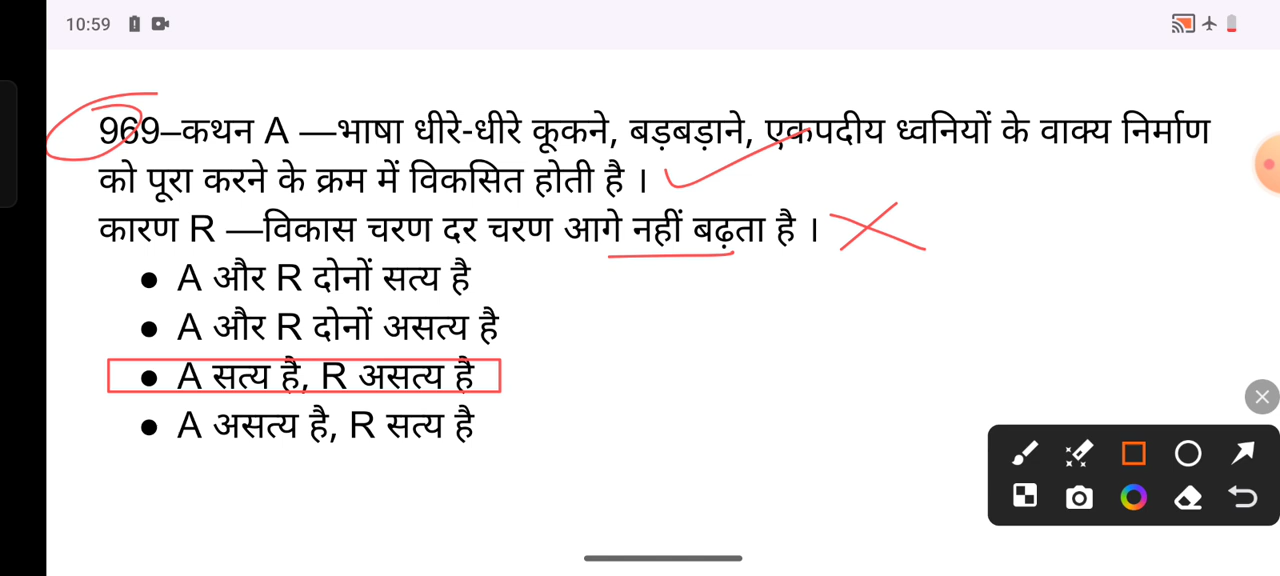 10:59
969–कथन A —भाषा धीरे-धीरे कूकने, बड़बड़ाने, एकपदीय ध्वनियों के वाक्य निर्माण
को पूरा करने के क्रम में विकसित होती है ।
कारण R —विकास चरण दर चरण आगे नहीं बढ़ता है ।
● A और R दोनों सत्य है
● A और R दोनों असत्य है
● A सत्य है, R असत्य है
● A असत्य है, R सत्य है